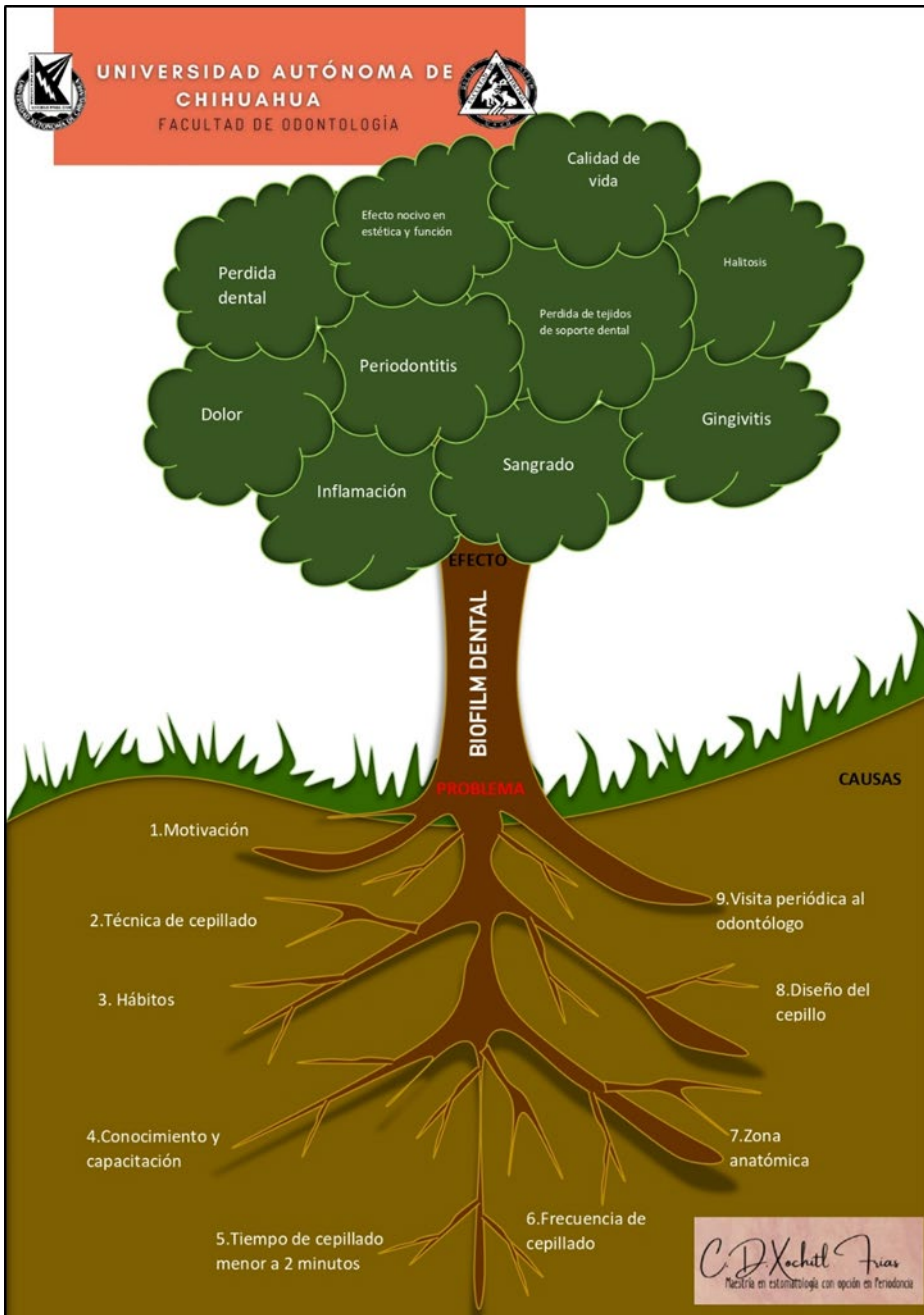 UNIVERSIDAD AUTÓNOMA DE
CHIHUAHUA
FACULTAD DE ODONTOLOGÍA
Calidad de
vida
Efecto nocivo en
estética y función
Halitosis
Perdida
dental
Perdida de tejidos
de soporte dental
Periodontitis
Dolor
Gingivitis
Sangrado
Inflamación
EFECTO
BIOFILM DENTAL
PROBLEMA
CAUSAS
1.Motivación
2.Técnica de cepillado
3. Hábitos
4.Conocimiento y
capacitación
5.Tiempo de cepillado
menor a 2 minutos
6.Frecuencia de
cepillado
7.Zona
anatómica
8.Diseño del
cepillo
9.Visita periódica al
odontólogo
C.D.Xochitl Frias
Maestría en estomatología con opción en Periodoncia